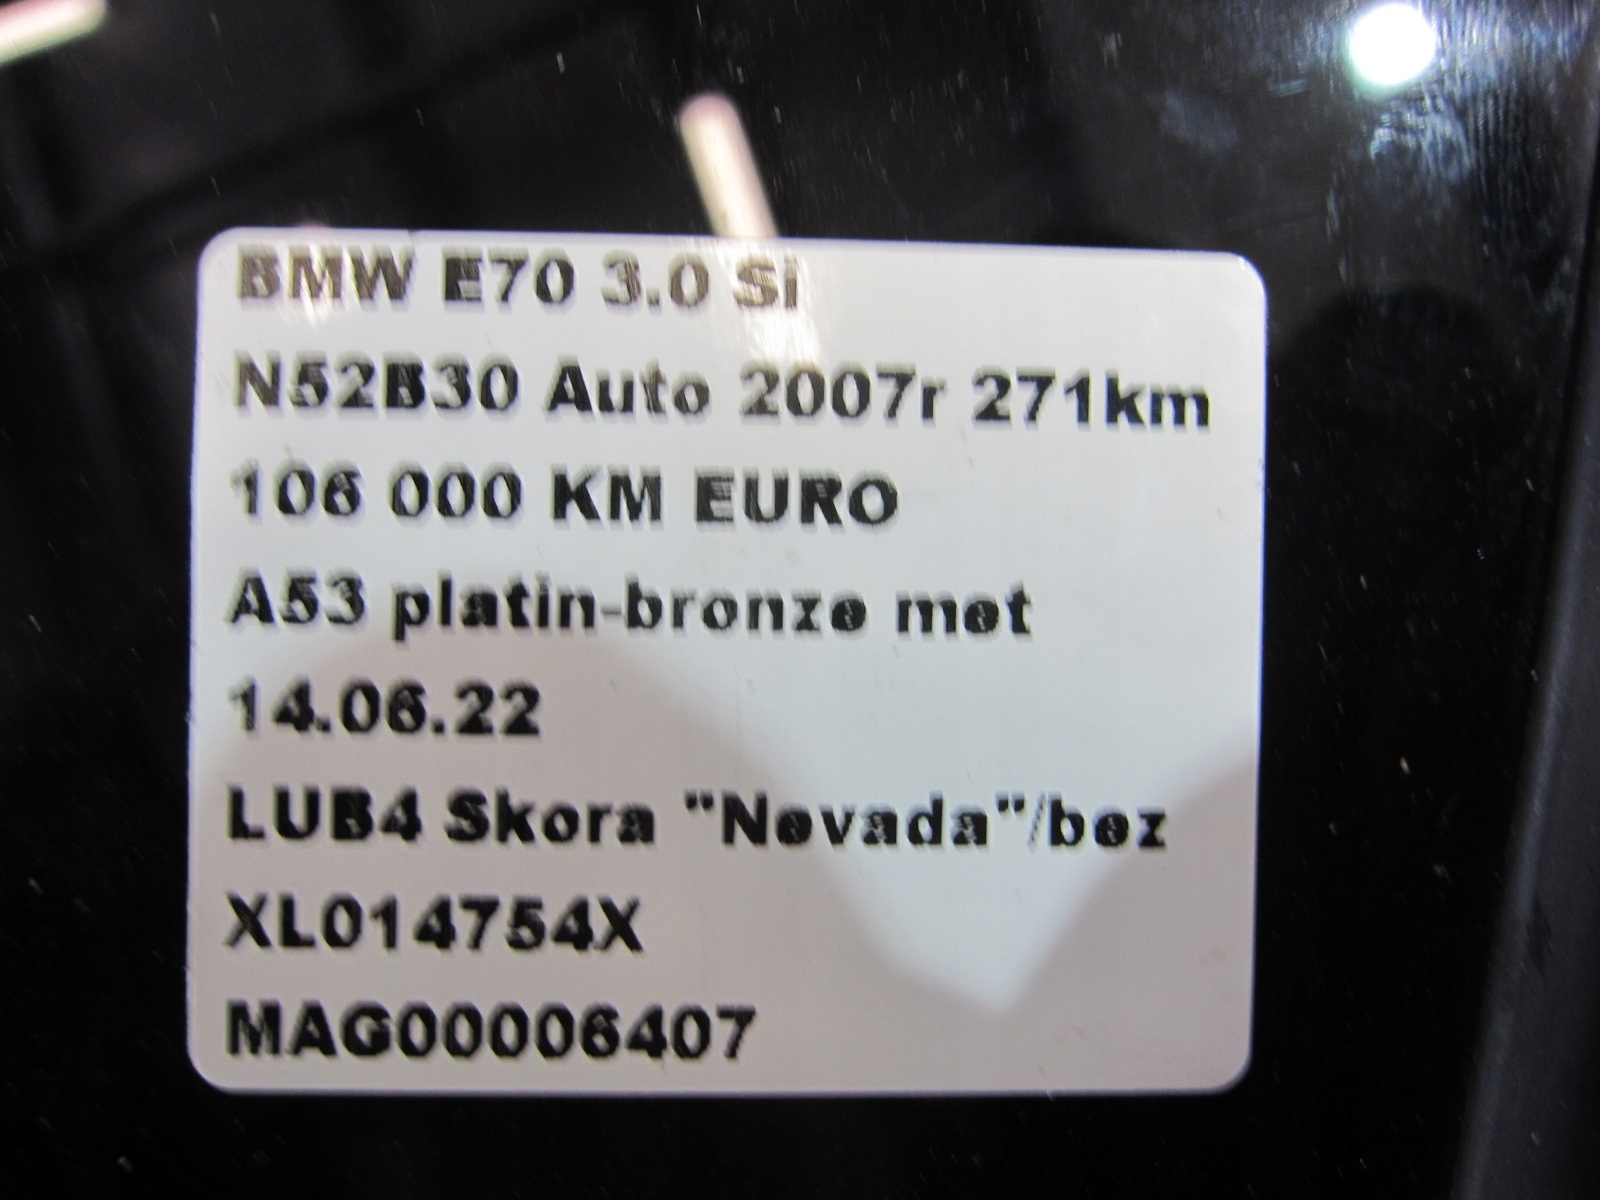 BMW E70 3.0 Si
N52B30 Auto 2007r 271km
106 000 KM EURO
A53 platin-bronze met
14.06.22
LUB4 Skora "Nevada"/bez
XL014754X
MAG00006407